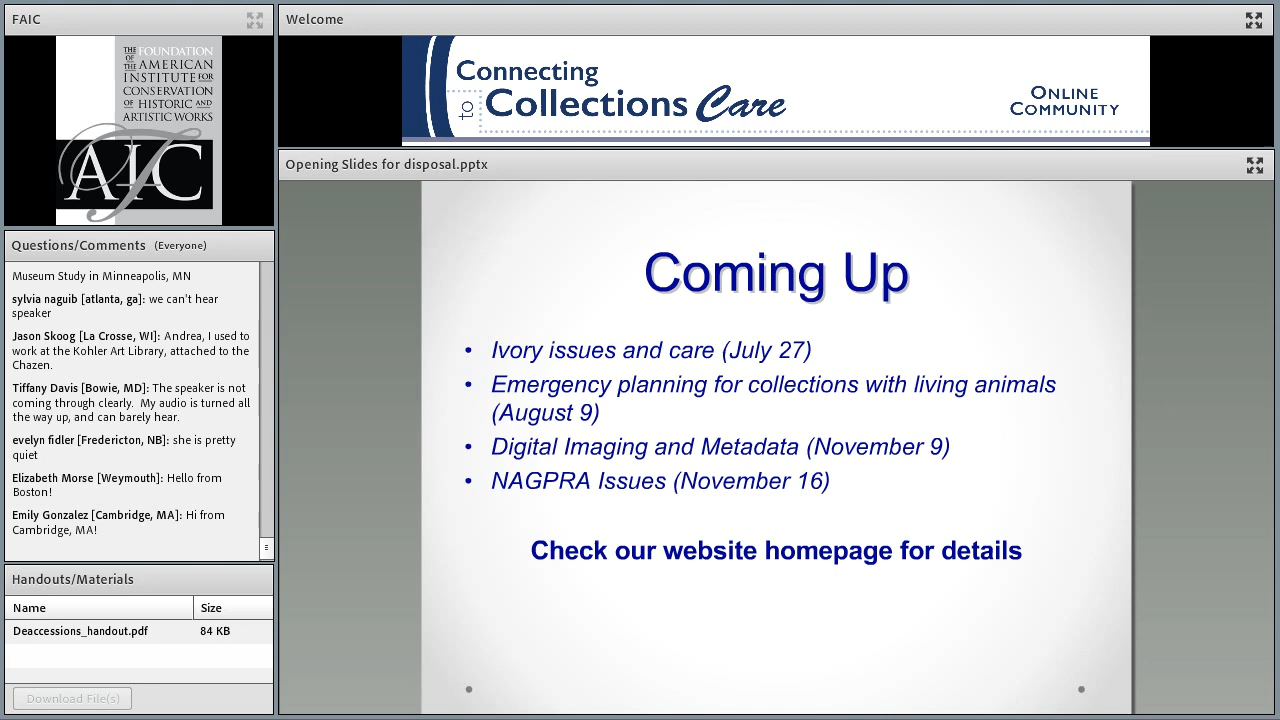 FAIC
THE FOUNDATION
OF THE AMERICAN
INSTITUTE FOR
CONSERVATION
OF HISTORIC AND
ARTISTIC WORKS
AIC
Questions/Comments (Everyone)
Museum Study in Minneapolis, MN
sylvia naguib [atlanta, ga]: we can't hear
speaker
Jason Skoog [La Crosse, WI]: Andrea, I used to
work at the Kohler Art Library, attached to the
Chazen.
Tiffany Davis [Bowie, MD]: The speaker is not
coming through clearly. My audio is turned all
the way up, and can barely hear.
evelyn fidler [Fredericton, NB]: she is pretty
quiet
Elizabeth Morse [Weymouth]: Hello from
Boston!
Emily Gonzalez [Cambridge, MA]: Hi from
Cambridge, MA!
Handouts/Materials
Name Size
Deaccessions_handout.pdf 84 KB
Download File(s)
Welcome
Connecting
to Collections Care
ONLINE
COMMUNITY
Opening Slides for disposal.pptx
Coming Up
• Ivory issues and care (July 27)
• Emergency planning for collections with living animals
(August 9)
• Digital Imaging and Metadata (November 9)
• NAGPRA Issues (November 16)
Check our website homepage for details